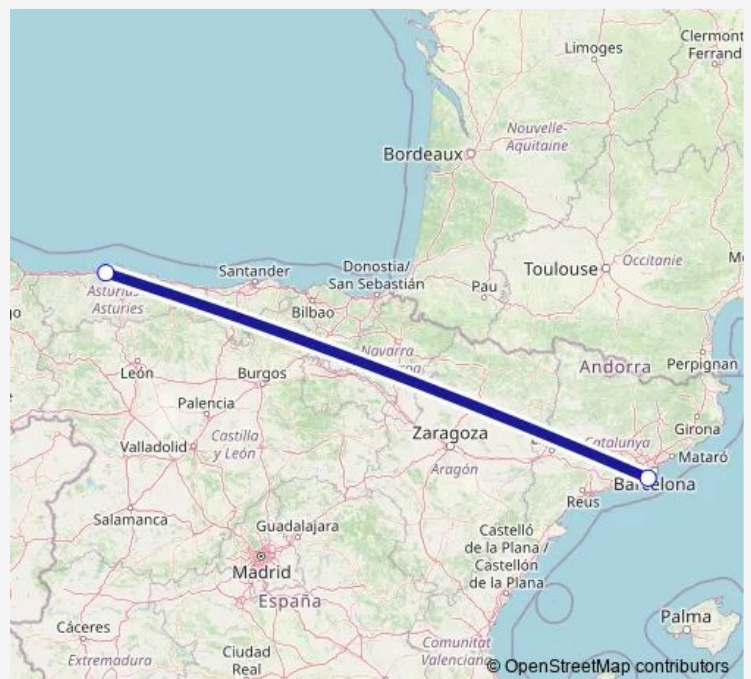 Clermont
Ferrand
Limoges
Nouvelle-
Aquitaine
Bordeaux
Santander
Donostia/
San Sebastián
Toulouse
Occitanie
Pau
Asturias
Asturies
Bilbao
Navarra
León
Burgos
Andorra
Perpignan
Palencia
Valladolid
Castilla
y León
Zaragoza
Aragón
Catalunya
Girona
Mataró
Barcelona
Reus
Salamanca
Guadalajara
Castelló
de la Plana /
Castellón
de la Plana
Madrid
España
Palma
Cáceres
Extremadura
Ciudad
Real
Comunitat
Valenciana
© OpenStreetMap contributors